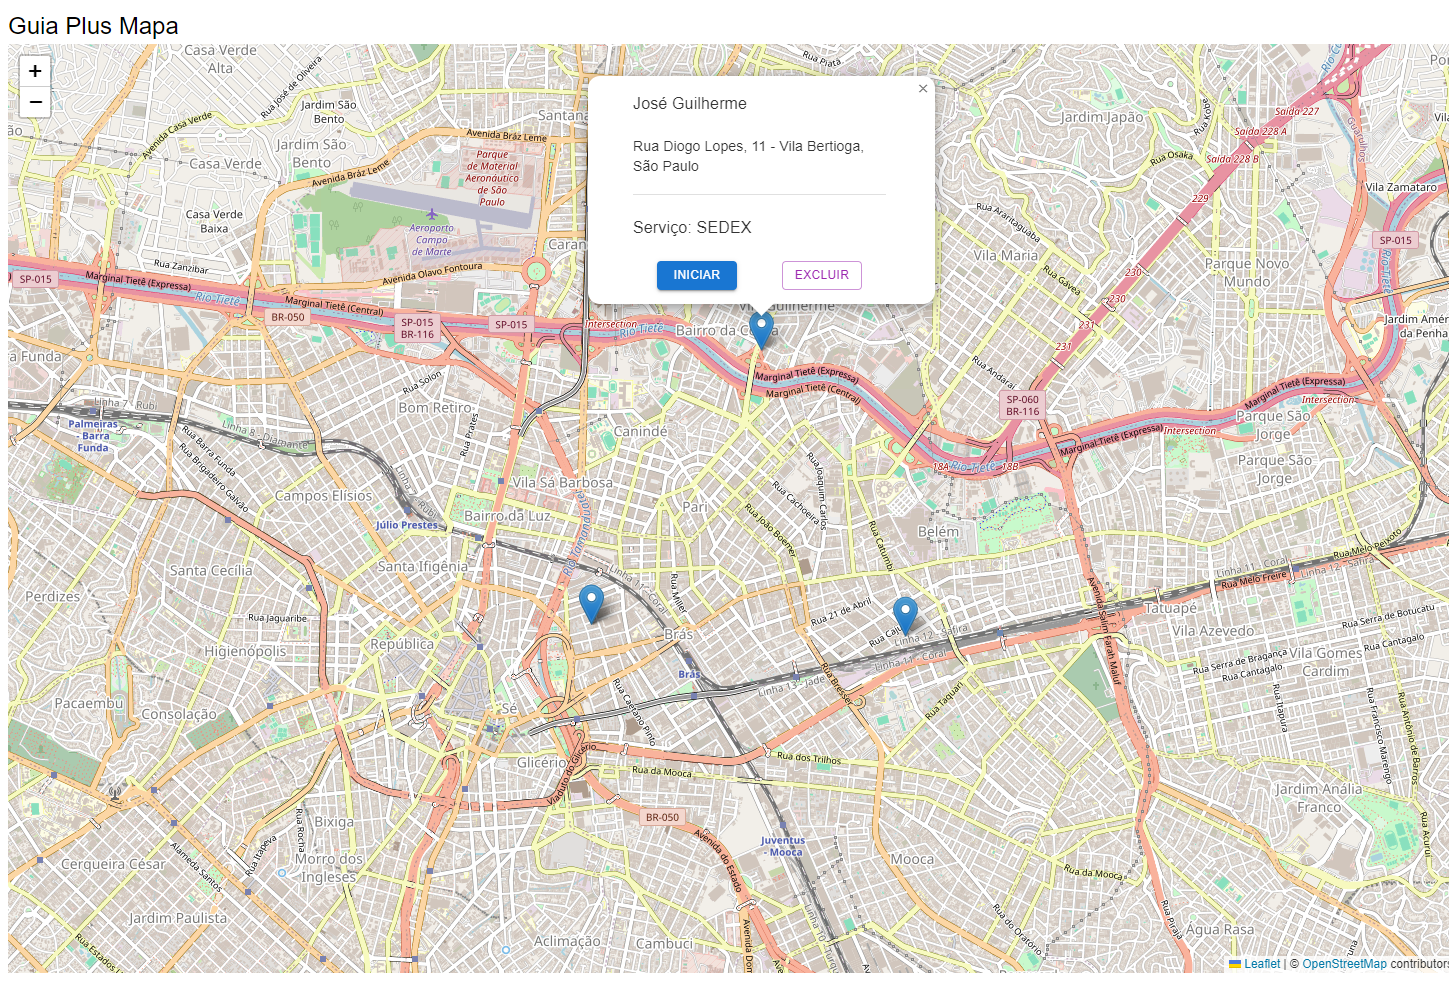 Guia Plus Mapa
+
−
×
José Guilherme
Rua Diogo Lopes, 11 - Vila Bertioga,
São Paulo
Serviço: SEDEX
INICIAR
EXCLUIR
Casa Verde
Alta
Rua José de Oliveira
Jardim São
Bento
Avenida Casa Verde
Jardim São
Bento
Casa Verde
Avenida Bráz Leme
Avenida Bráz Leme
Santana
Parque
de Material
Aeronáutico
de São
Paulo
Casa Verde
Baixa
Aeroporto
Campo
de Marte
Caran
Rua Zanzibar
Avenida Olavo Fontoura
SP-015
Marginal Tietê (Expressa)
Rio Tietê
Marginal Tietê (Central)
BR-050
SP-015
BR-116
SP-015
Intersection
Rio Tietê
Rua Piatã
Jardim Japão
Rua Osaka
Saída 227
Saída 228 A
Saída 228 B
229
Guarulhos
Vila Zamataro
SP-015
Rua Araritaguaba
Vila Maria
Rua Gávea
230
230
231
231
Parque Novo
Mundo
Jardim Amér
da Penha
Marginal Tietê (Expressa)
Marginal Tietê (Central)
Rua Andaraí
SP-060
BR-116
Marginal Tietê (Expressa)
Intersection
Marginal Tietê (Expressa)
Intersection
Parque São
Jorge
Parque São
Jorge
18A
Rio Tietê
18B
ra Funda
Rua Solon
Bom Retiro
Linha 7 - Rubi
Palmeiras
- Barra
Funda
Linha 8 - Diamante
Rua Barra Funda
Rua Brigadeiro Galvão
Rua Prates
Canindé
Vila Sá Barbosa
Campos Elísios
Bairro da Luz
Júlio Prestes
Pari
Rua Cachoeira
Rua Joaquim Carlos
Rua João Boemer
Rua Catumbi
Belém
Santa Ifigênia
Santa Cecília
Perdizes
Rua Jaguaribe
Higienópolis
República
Linha 11 - Coral
Rua Miller
Brás
Brás
Rua 21 de Abril
Linha 12 - Safira
Linha 11 - Coral
Linha 13 - Jade
Linha 11 - Coral
Linha 12 - Safira
Rua Melo Freire
Rua Melo Peixoto
Tatuapé
Avenida Salim Farah Maluf
Vila Azevedo
Rua Serra de Botucatu
Rua Cantagalo
Rua Serra de Bragança
Rua Cantagalo
Vila Gomes
Cardim
Rua Itapura
Rua Francisco Marengo
Rua Antônio de Barros
Pacaembu
Consolação
Sé
Rua Caetano Pinto
Rua Bresser
Rua Taquari
Glicério
Viaduto do Glicério
Rua da Mooca
Rua dos Trilhos
BR-050
Avenida do Estado
Juventus
- Mooca
Mooca
Rua da Mooca
Jardim Anália
Franco
Rua Acuruí
Bixiga
Rua Rocha
Rua Itapeva
Morro dos
Ingleses
Cerqueira César
Alameda Santos
Jardim Paulista
Aclimação
Cambuci
Linha 10
Rua do Oratório
Rua Pirajá
Água Rasa
Leaflet | © OpenStreetMap contributors